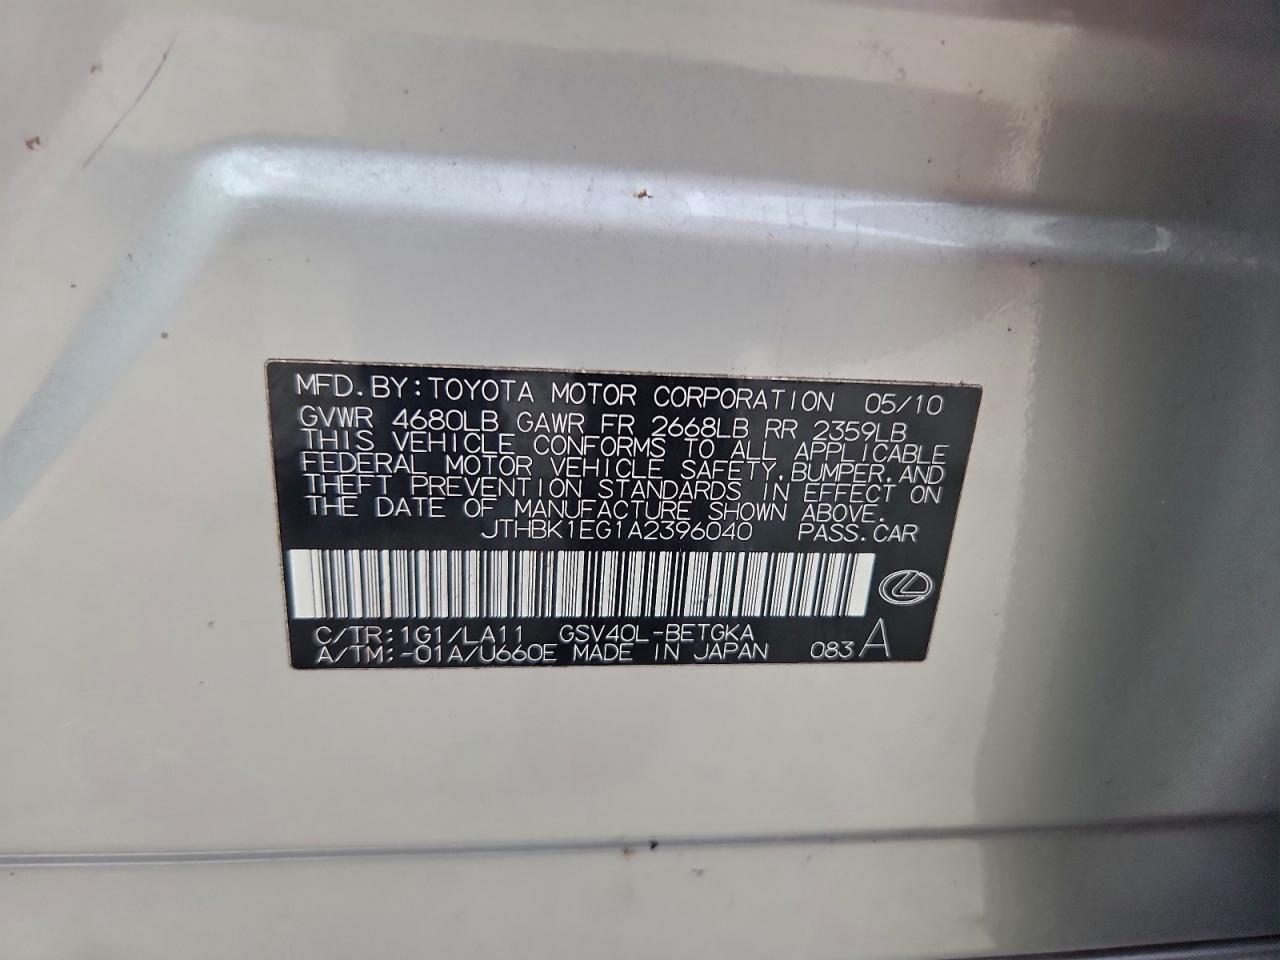 MFD.BY:TOYOTA MOTOR CORPORATION 05/10
GVWR 4680LB GAWR FR 2668LB RR 2359LB
THIS VEHICLE CONFORMS TO ALL APPLICABLE
FEDERAL MOTOR VEHICLE SAFETY,BUMPER,AND
THEFT PREVENTION STANDARDS IN EFFECT ON
THE DATE OF MANUFACTURE SHOWN ABOVE.
JTHBK1EG1A2396040 PASS.CAR
C/TR:1G1/LA11 GSV40L-BETGKA
A/TM:-01A/U660E MADE IN JAPAN 083 A